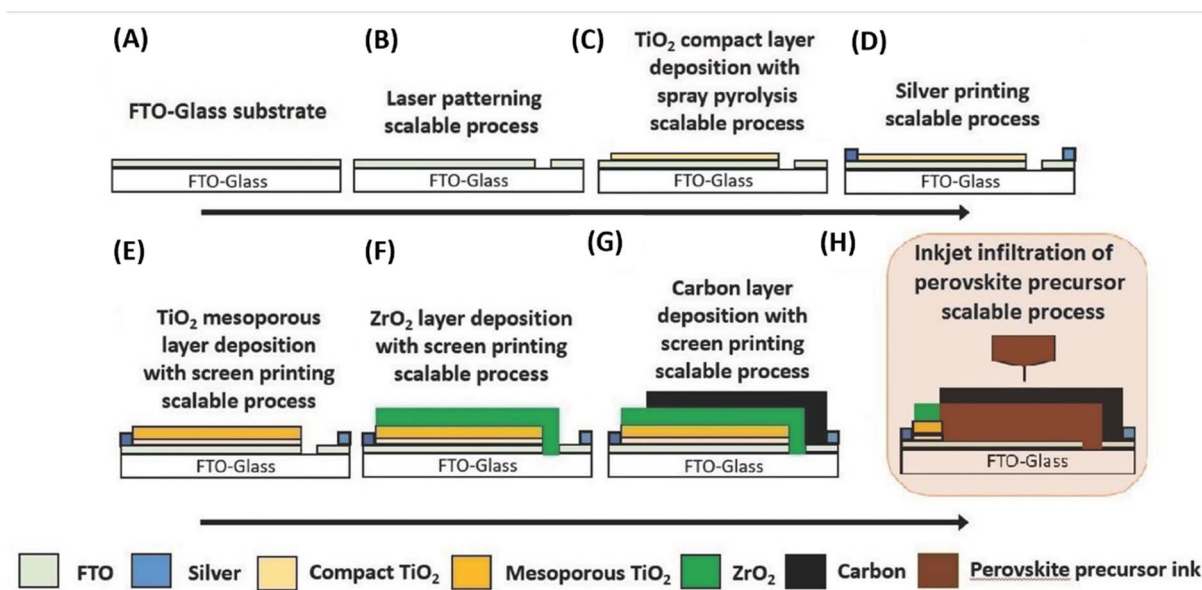 (A)
FTO-Glass substrate
FTO-Glass
(B)
Laser patterning
scalable process
FTO-Glass
(C)
TiO₂ compact layer
deposition with
spray pyrolysis
scalable process
FTO-Glass
(D)
Silver printing
scalable process
FTO-Glass
(E)
TiO₂ mesoporous
layer deposition
with screen printing
scalable process
FTO-Glass
(F)
ZrO₂ layer deposition
with screen printing
scalable process
FTO-Glass
(G)
Carbon layer
deposition with
screen printing
scalable process
FTO-Glass
(H)
Inkjet infiltration of
perovskite precursor
scalable process
FTO-Glass
FTO
Silver
Compact TiO₂
Mesoporous TiO₂
ZrO₂
Carbon
Perovskite precursor ink